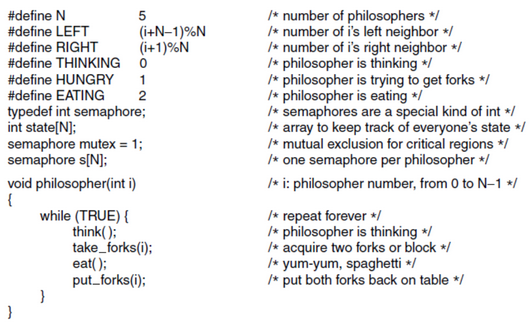 #define N 5 /* number of philosophers */
#define LEFT (i+N−1)%N /* number of i's left neighbor */
#define RIGHT (i+1)%N /* number of i's right neighbor */
#define THINKING 0 /* philosopher is thinking */
#define HUNGRY 1 /* philosopher is trying to get forks */
#define EATING 2 /* philosopher is eating */
typedef int semaphore; /* semaphores are a special kind of int */
int state[N]; /* array to keep track of everyone's state */
semaphore mutex = 1; /* mutual exclusion for critical regions */
semaphore s[N]; /* one semaphore per philosopher */
void philosopher(int i) /* i: philosopher number, from 0 to N−1 */
{
while (TRUE) { /* repeat forever */
think( ); /* philosopher is thinking */
take_forks(i); /* acquire two forks or block */
eat( ); /* yum-yum, spaghetti */
put_forks(i); /* put both forks back on table */
}
}